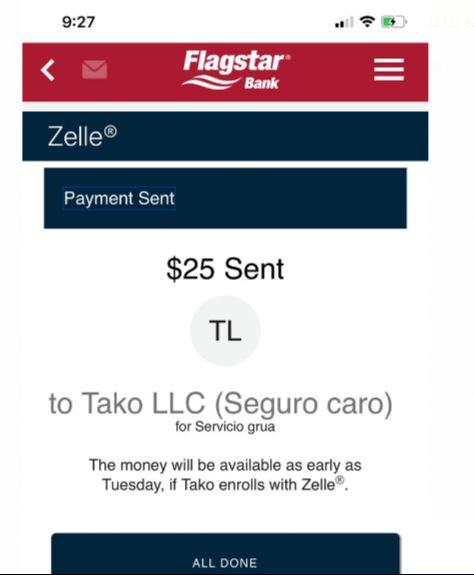 9:27
Flagstar®
Bank
Zelle®
Payment Sent
$25 Sent
TL
to Tako LLC (Seguro caro)
for Servicio grua
The money will be available as early as
Tuesday, if Tako enrolls with Zelle®.
ALL DONE